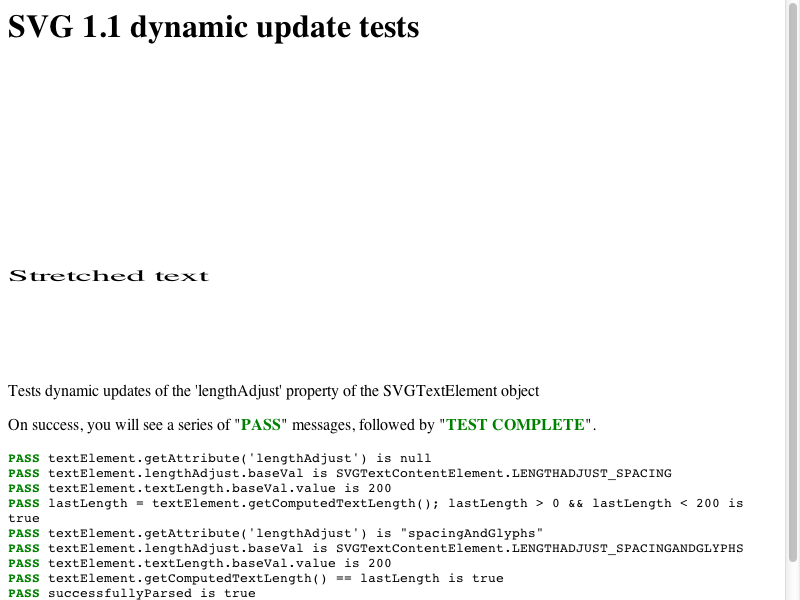 SVG 1.1 dynamic update tests
Stretched text
Tests dynamic updates of the 'lengthAdjust' property of the SVGTextElement object
On success, you will see a series of "PASS" messages, followed by "TEST COMPLETE".
PASS textElement.getAttribute('lengthAdjust') is null
PASS textElement.lengthAdjust.baseVal is SVGTextContentElement.LENGTHADJUST_SPACING
PASS textElement.textLength.baseVal.value is 200
PASS lastLength = textElement.getComputedTextLength(); lastLength > 0 && lastLength < 200 is
true
PASS textElement.getAttribute('lengthAdjust') is "spacingAndGlyphs"
PASS textElement.lengthAdjust.baseVal is SVGTextContentElement.LENGTHADJUST_SPACINGANDGLYPHS
PASS textElement.textLength.baseVal.value is 200
PASS textElement.getComputedTextLength() == lastLength is true
PASS successfullyParsed is true